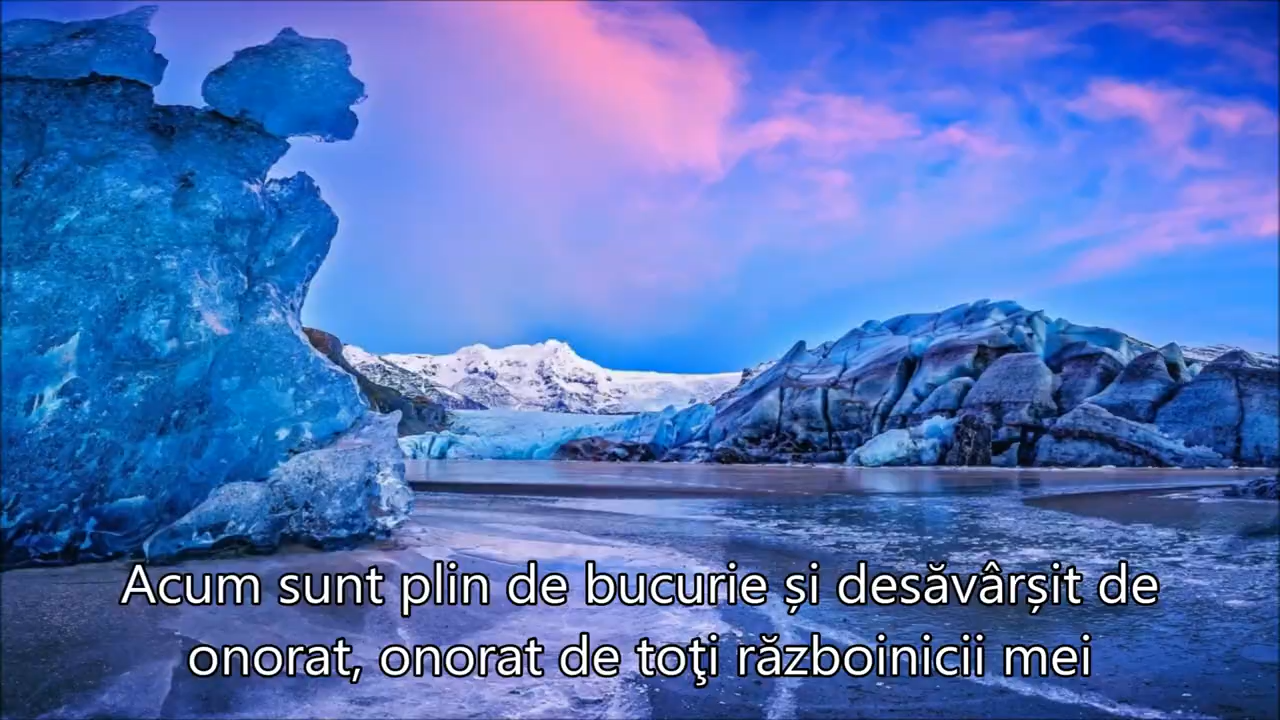 Acum sunt plin de bucurie și desăvârșit de
onorat, onorat de toţi războinicii mei